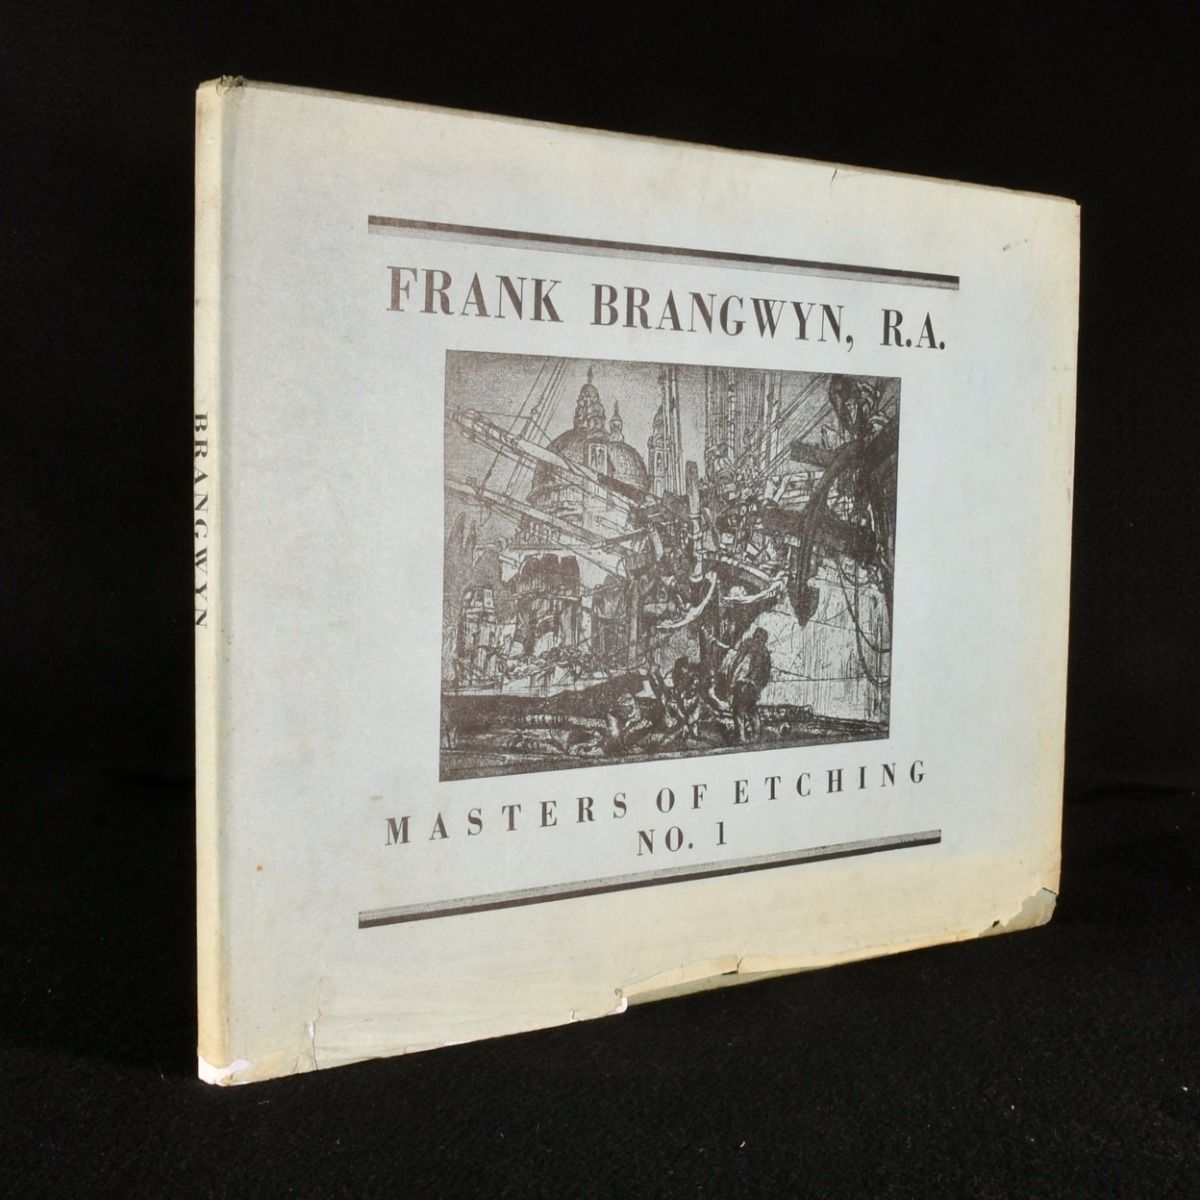 FRANK BRANGWYN, R.A.
MASTERS OF ETCHING
NO. 1
BRANGWYN